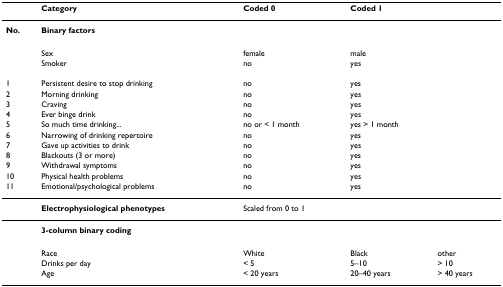 Category Coded 0 Coded 1
No. Binary factors
Sex female male
Smoker no yes
1 Persistent desire to stop drinking no yes
2 Morning drinking no yes
3 Craving no yes
4 Ever binge drink no yes
5 So much time drinking... no or < 1 month yes > 1 month
6 Narrowing of drinking repertoire no yes
7 Gave up activities to drink no yes
8 Blackouts (3 or more) no yes
9 Withdrawal symptoms no yes
10 Physical health problems no yes
11 Emotional/psychological problems no yes
Electrophysiological phenotypes Scaled from 0 to 1
3-column binary coding
Race White Black other
Drinks per day < 5 5–10 > 10
Age < 20 years 20–40 years > 40 years